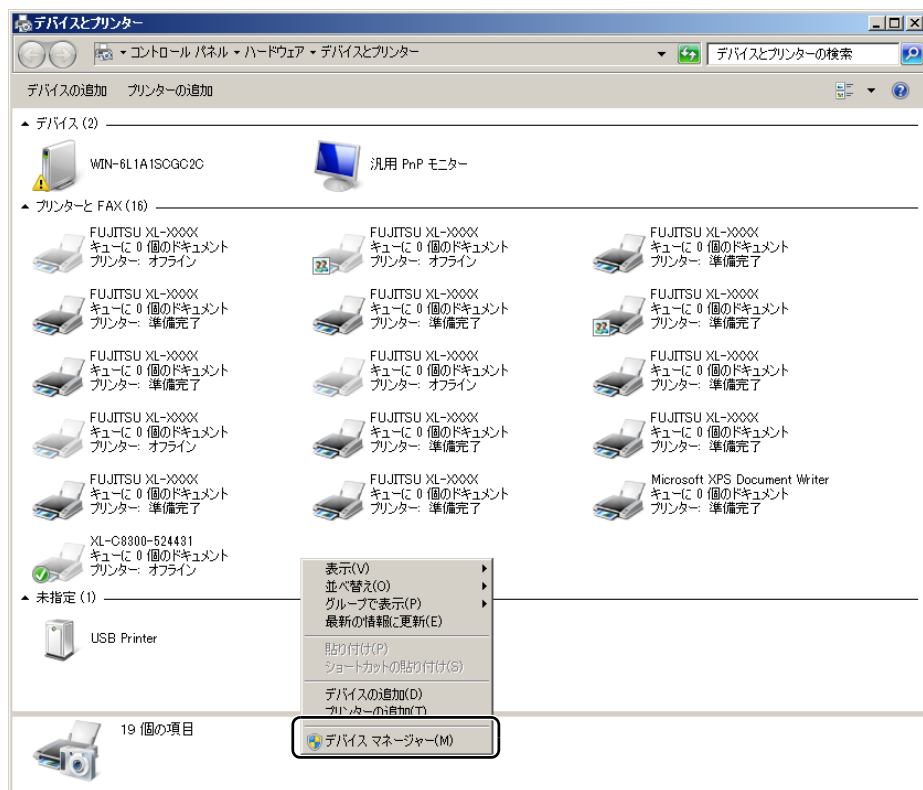 デバイスとプリンター
コントロール パネル ▾ ハードウェア ▾ デバイスとプリンター
デバイスとプリンターの検索
デバイスの追加 プリンターの追加
デバイス (2)
WIN-6L1A1SCGC2C 汎用 PnP モニター
プリンターと FAX (16)
FUJITSU XL-XXXX FUJITSU XL-XXXX FUJITSU XL-XXXX
キューに 0 個のドキュメント キューに 0 個のドキュメント キューに 0 個のドキュメント
プリンター: オフライン プリンター: オフライン プリンター: 準備完了
FUJITSU XL-XXXX FUJITSU XL-XXXX FUJITSU XL-XXXX
キューに 0 個のドキュメント キューに 0 個のドキュメント キューに 0 個のドキュメント
プリンター: 準備完了 プリンター: 準備完了 プリンター: 準備完了
FUJITSU XL-XXXX FUJITSU XL-XXXX FUJITSU XL-XXXX
キューに 0 個のドキュメント キューに 0 個のドキュメント キューに 0 個のドキュメント
プリンター: 準備完了 プリンター: オフライン プリンター: 準備完了
FUJITSU XL-XXXX FUJITSU XL-XXXX FUJITSU XL-XXXX
キューに 0 個のドキュメント キューに 0 個のドキュメント キューに 0 個のドキュメント
プリンター: オフライン プリンター: 準備完了 プリンター: 準備完了
FUJITSU XL-XXXX FUJITSU XL-XXXX Microsoft XPS Document Writer
キューに 0 個のドキュメント キューに 0 個のドキュメント キューに 0 個のドキュメント
プリンター: 準備完了 プリンター: 準備完了 プリンター: 準備完了
XL-C8300-524431
キューに 0 個のドキュメント
プリンター: オフライン
未指定 (1)
USB Printer
表示(V)
並べ替え(O)
グループで表示(P)
最新の情報に更新(E)
貼り付け(P)
ショートカットの貼り付け(S)
デバイスの追加(D)
プリンターの追加(T)
デバイス マネージャー(M)
19 個の項目